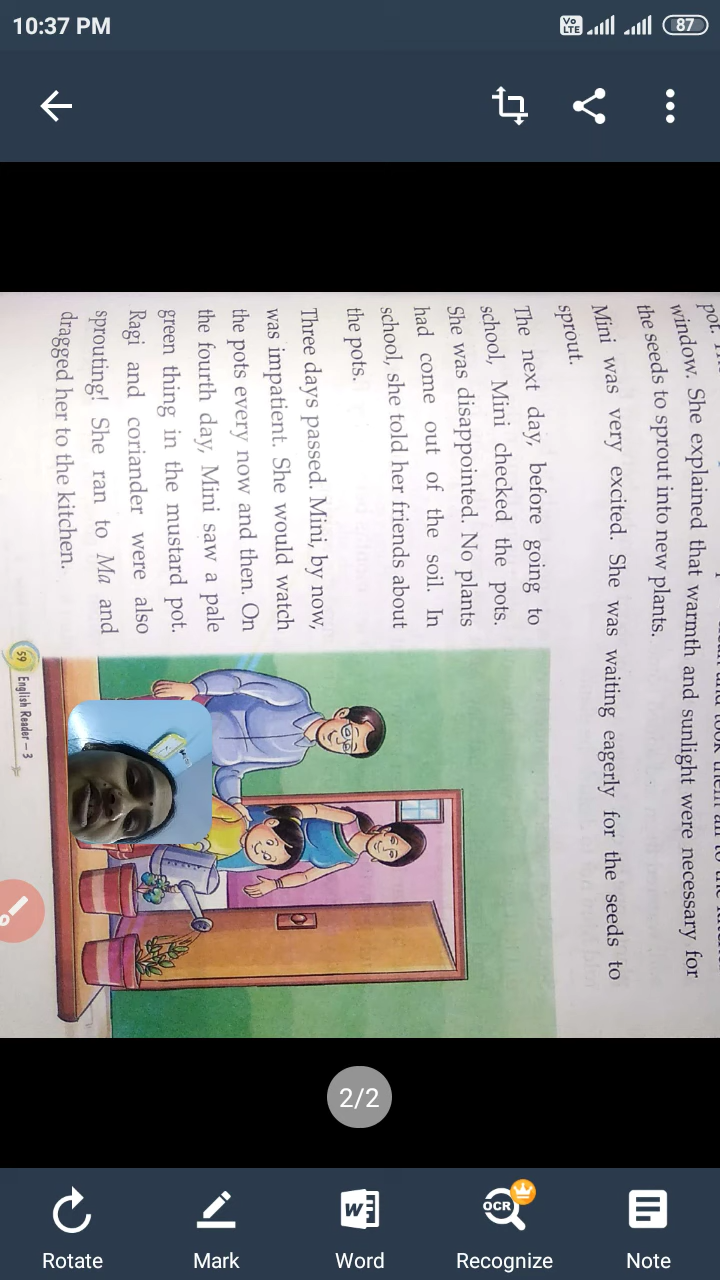 10:37 PM
Vo LTE 87
pot.
window. She explained that warmth and sunlight were necessary for
the seeds to sprout into new plants.
Mini was very excited. She was waiting eagerly for the seeds to
sprout.
The next day, before going to
school, Mini checked the pots.
She was disappointed. No plants
had come out of the soil. In
school, she told her friends about
the pots.
Three days passed. Mini, by now,
was impatient. She would watch
the pots every now and then. On
the fourth day, Mini saw a pale
green thing in the mustard pot.
Ragi and coriander were also
sprouting! She ran to Ma and
dragged her to the kitchen.
59 English Reader – 3
2/2
OCR
Rotate Mark Word Recognize Note